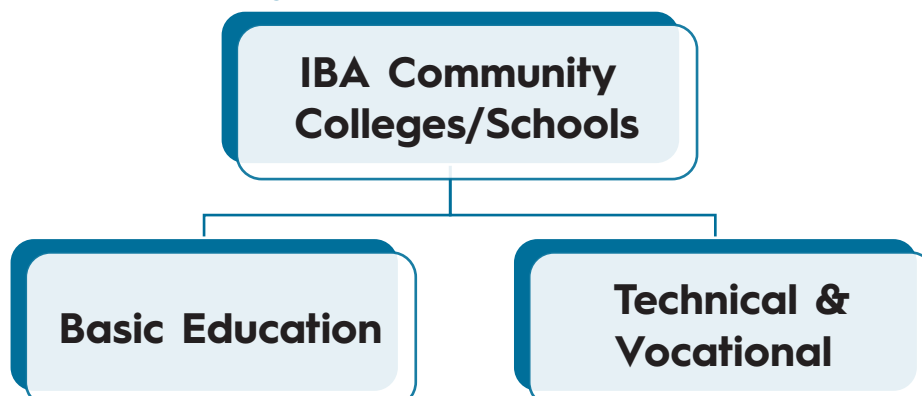 IBA Community
Colleges/Schools
Basic Education
Technical &
Vocational